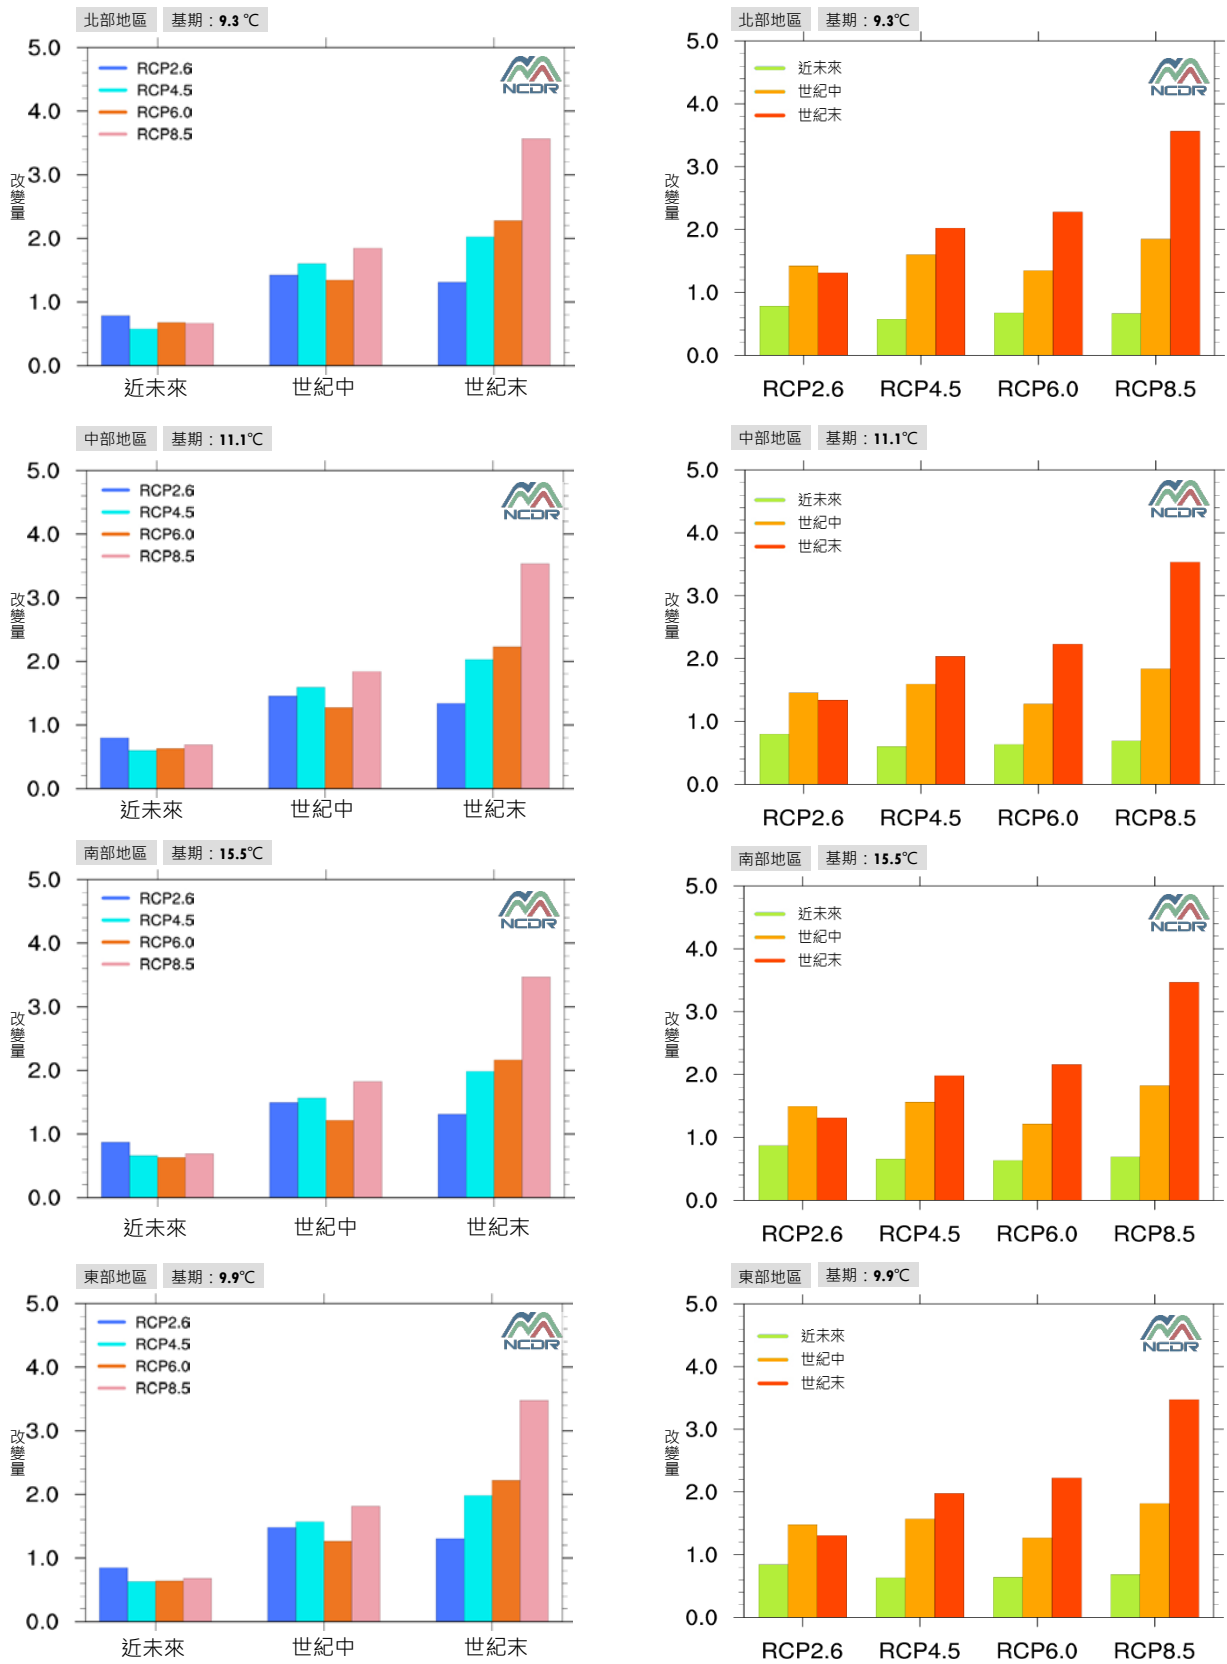 北部地區 基期：9.3 ℃
5.0
4.0
3.0
2.0
1.0
0.0
改變量
RCP2.6
RCP4.5
RCP6.0
RCP8.5
NCDR
近未來 世紀中 世紀末
北部地區 基期：9.3℃
5.0
4.0
3.0
2.0
1.0
0.0
改變量
近未來
世紀中
世紀末
NCDR
RCP2.6 RCP4.5 RCP6.0 RCP8.5
中部地區 基期：11.1℃
5.0
4.0
3.0
2.0
1.0
0.0
改變量
RCP2.6
RCP4.5
RCP6.0
RCP8.5
NCDR
近未來 世紀中 世紀末
中部地區 基期：11.1℃
5.0
4.0
3.0
2.0
1.0
0.0
改變量
近未來
世紀中
世紀末
NCDR
RCP2.6 RCP4.5 RCP6.0 RCP8.5
南部地區 基期：15.5℃
5.0
4.0
3.0
2.0
1.0
0.0
改變量
RCP2.6
RCP4.5
RCP6.0
RCP8.5
NCDR
近未來 世紀中 世紀末
南部地區 基期：15.5℃
5.0
4.0
3.0
2.0
1.0
0.0
改變量
近未來
世紀中
世紀末
NCDR
RCP2.6 RCP4.5 RCP6.0 RCP8.5
東部地區 基期：9.9℃
5.0
4.0
3.0
2.0
1.0
0.0
改變量
RCP2.6
RCP4.5
RCP6.0
RCP8.5
NCDR
近未來 世紀中 世紀末
東部地區 基期：9.9℃
5.0
4.0
3.0
2.0
1.0
0.0
改變量
近未來
世紀中
世紀末
NCDR
RCP2.6 RCP4.5 RCP6.0 RCP8.5